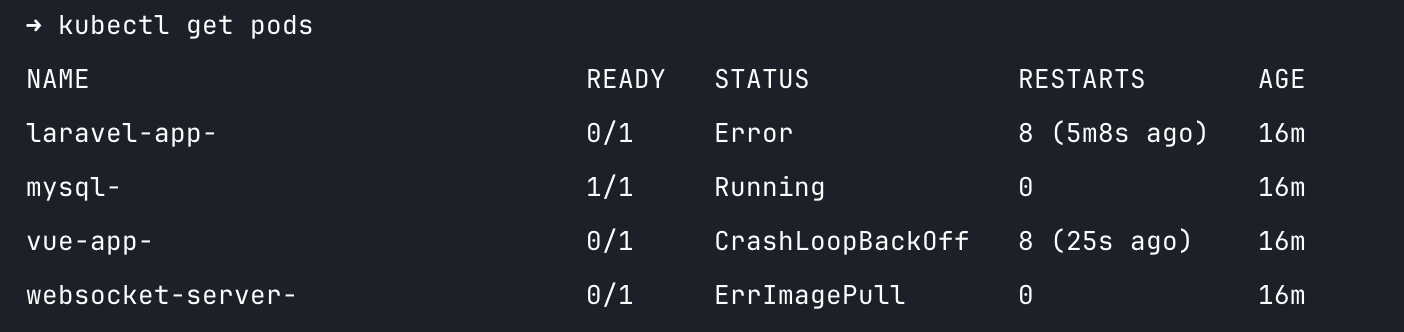 ➜ kubectl get pods
NAME READY STATUS RESTARTS AGE
laravel-app- 0/1 Error 8 (5m8s ago) 16m
mysql- 1/1 Running 0 16m
vue-app- 0/1 CrashLoopBackOff 8 (25s ago) 16m
websocket-server- 0/1 ErrImagePull 0 16m